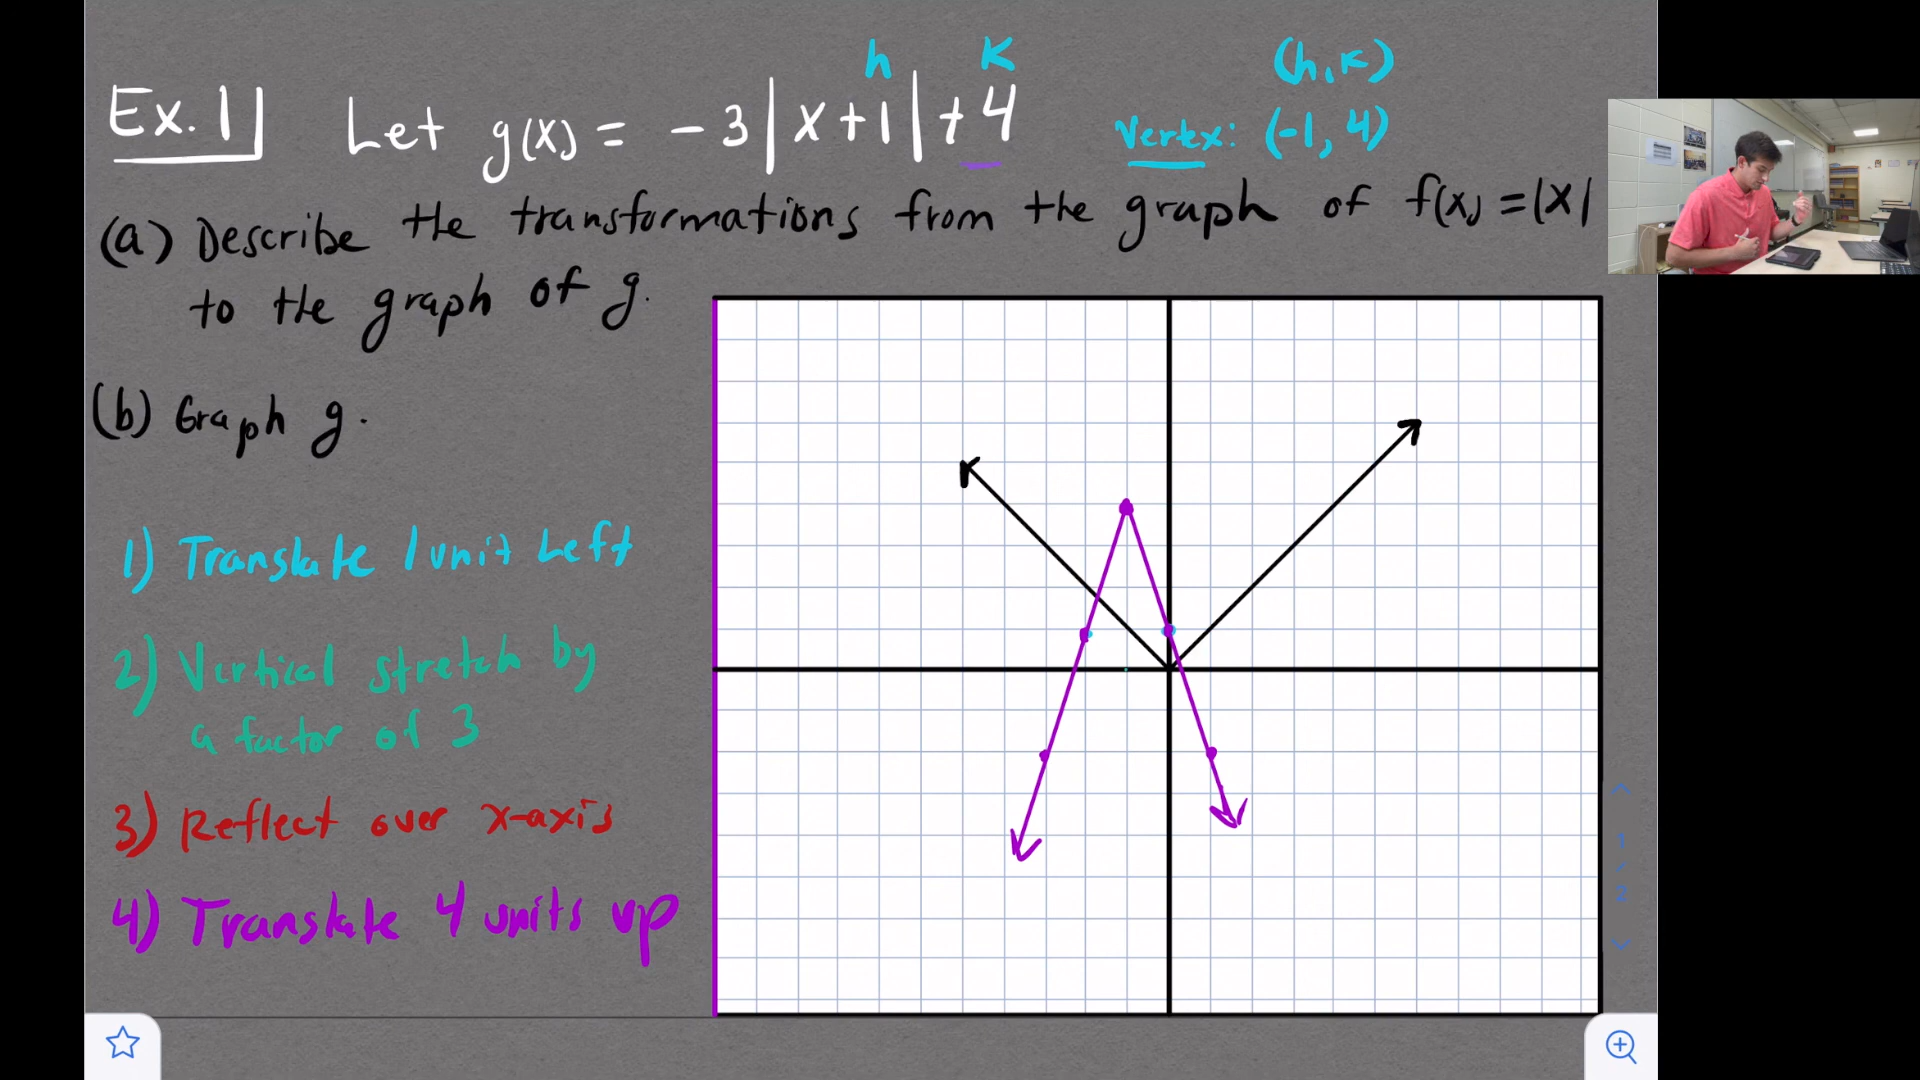 h K (h,K)
Ex. 1 Let g(x) = -3|x+1|+4 Vertex: (-1,4)
(a) Describe the transformations from the graph of f(x) = |x|
to the graph of g.
(b) Graph g.
1) Translate 1 unit Left
2) Vertical stretch by
a factor of 3
3) Reflect over x-axis
4) Translate 4 units up
1
/
2